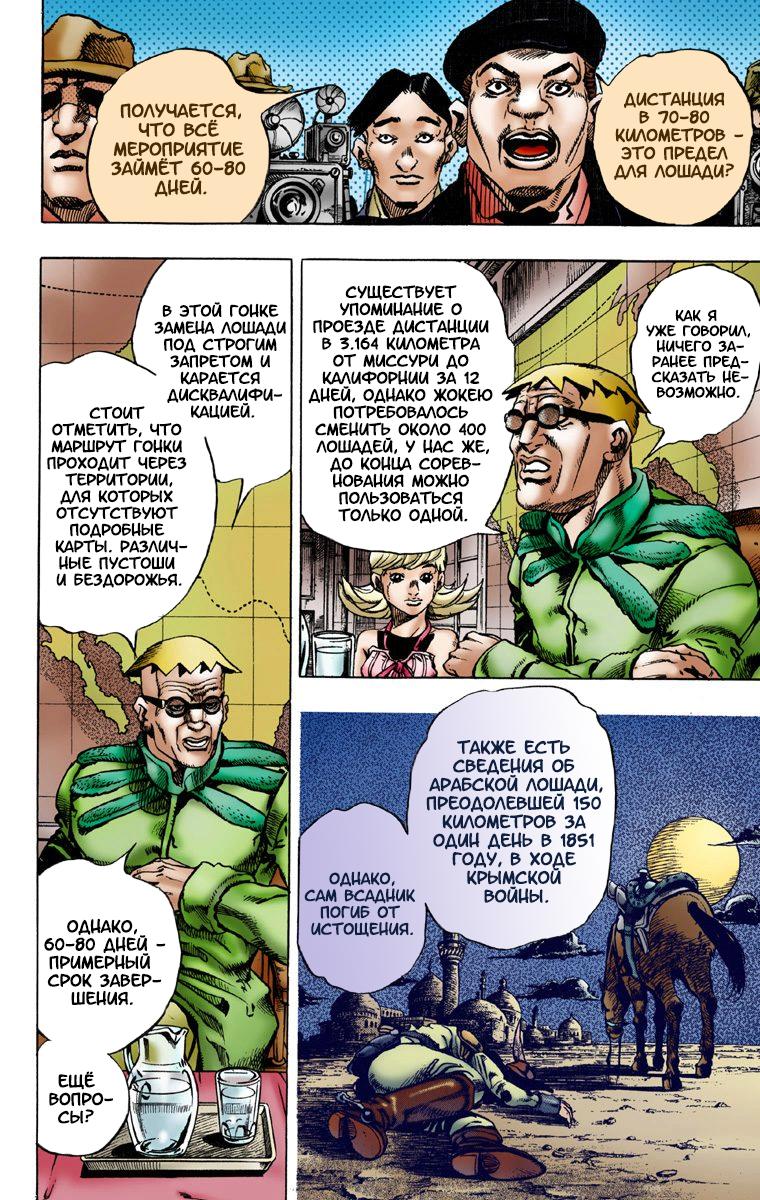 ДИСТАНЦИЯ
В 70-80
КИЛОМЕТРОВ -
ЭТО ПРЕДЕЛ
ДЛЯ ЛОШАДИ?
ПОЛУЧАЕТСЯ,
ЧТО ВСЁ
МЕРОПРИЯТИЕ
ЗАЙМЁТ 60-80
ДНЕЙ.
КАК Я
УЖЕ ГОВОРИЛ,
НИЧЕГО ЗА-
РАНЕЕ ПРЕД-
СКАЗАТЬ НЕ-
ВОЗМОЖНО.
СУЩЕСТВУЕТ
УПОМИНАНИЕ О
ПРОЕЗДЕ ДИСТАНЦИИ
В 3.164 КИЛОМЕТРА
ОТ МИССУРИ ДО
КАЛИФОРНИИ ЗА 12
ДНЕЙ, ОДНАКО ЖОКЕЮ
ПОТРЕБОВАЛОСЬ
СМЕНИТЬ ОКОЛО 400
ЛОШАДЕЙ, У НАС ЖЕ,
ДО КОНЦА СОРЕВ-
НОВАНИЯ МОЖНО
ПОЛЬЗОВАТЬСЯ
ТОЛЬКО ОДНОЙ.
В ЭТОЙ ГОНКЕ
ЗАМЕНА ЛОШАДИ
ПОД СТРОГИМ
ЗАПРЕТОМ И
КАРАЕТСЯ
ДИСКВАЛИФИ-
КАЦИЕЙ.
СТОИТ
ОТМЕТИТЬ, ЧТО
МАРШРУТ ГОНКИ
ПРОХОДИТ ЧЕРЕЗ
ТЕРРИТОРИИ,
ДЛЯ КОТОРЫХ
ОТСУТСТВУЮТ
ПОДРОБНЫЕ
КАРТЫ. РАЗЛИЧ-
НЫЕ ПУСТОШИ
И БЕЗДОРОЖЬЯ.
ТАКЖЕ ЕСТЬ
СВЕДЕНИЯ ОБ
АРАБСКОЙ ЛОШАДИ,
ПРЕОДОЛЕВШЕЙ 150
КИЛОМЕТРОВ ЗА
ОДИН ДЕНЬ В 1851
ГОДУ, В ХОДЕ
КРЫМСКОЙ
ВОЙНЫ.
ОДНАКО,
САМ ВСАДНИК
ПОГИБ ОТ
ИСТОЩЕНИЯ.
ОДНАКО,
60-80 ДНЕЙ -
ПРИМЕРНЫЙ
СРОК ЗАВЕР-
ШЕНИЯ.
ЕЩЁ
ВОПРО-
СЫ?